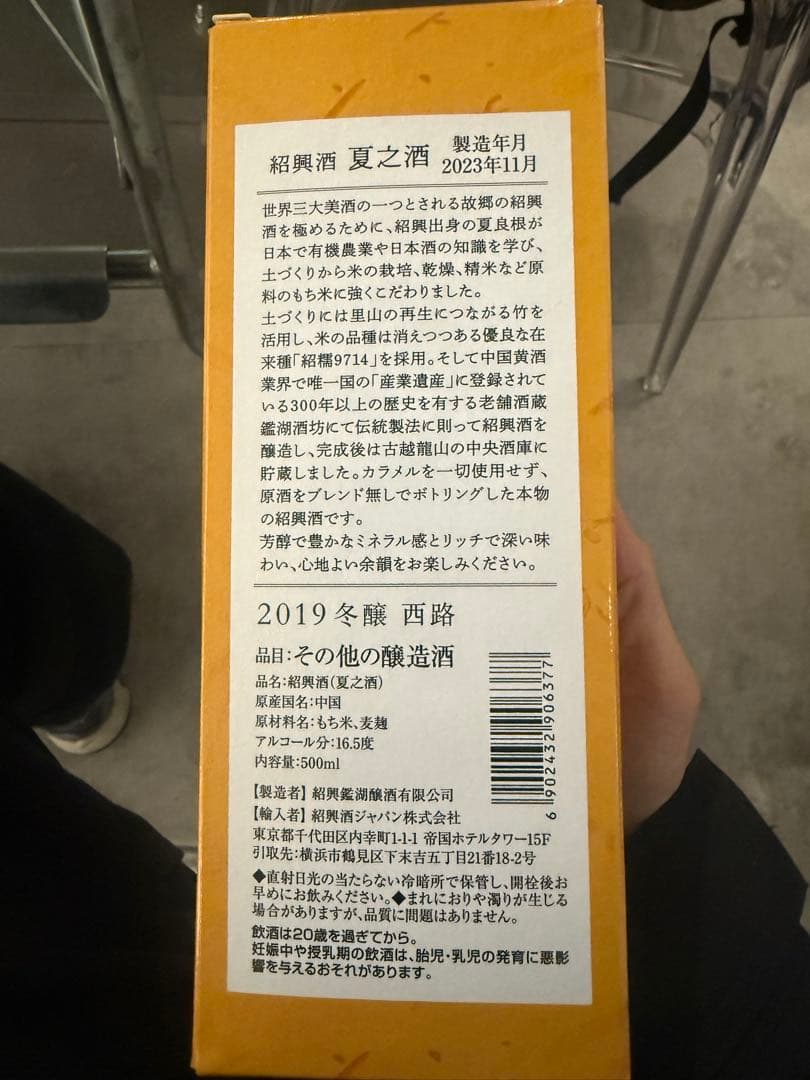 紹興酒 夏之酒 製造年月
2023年11月
世界三大美酒の一つとされる故郷の紹興
酒を極めるために、紹興出身の夏良根が
日本で有機農業や日本酒の知識を学び、
土づくりから米の栽培、乾燥、精米など原
料のもち米に強くこだわりました。
土づくりには里山の再生につながる竹を
活用し、米の品種は消えつつある優良な在
来種「紹糯9714」を採用。そして中国黄酒
業界で唯一国の「産業遺産」に登録されて
いる300年以上の歴史を有する老舗酒蔵
鑑湖酒坊にて伝統製法に則って紹興酒を
醸造し、完成後は古越龍山の中央酒庫に
貯蔵しました。カラメルを一切使用せず、
原酒をブレンド無しでボトリングした本物
の紹興酒です。
芳醇で豊かなミネラル感とリッチで深い味
わい、心地よい余韻をお楽しみください。
2019冬醸 西路
品目:その他の醸造酒
品名:紹興酒(夏之酒)
原産国名:中国
原材料名:もち米、麦麹
アルコール分:16.5度
内容量:500ml
6902432906377
【製造者】紹興鑑湖醸酒有限公司
【輸入者】紹興酒ジャパン株式会社
東京都千代田区内幸町1-1-1 帝国ホテルタワー15F
引取先:横浜市鶴見区下末吉五丁目21番18-2号
◆直射日光の当たらない冷暗所で保管し、開栓後お
早めにお飲みください。◆まれにおりや濁りが生じる
場合がありますが、品質に問題はありません。
飲酒は20歳を過ぎてから。
妊娠中や授乳期の飲酒は、胎児・乳児の発育に悪影
響を与えるおそれがあります。